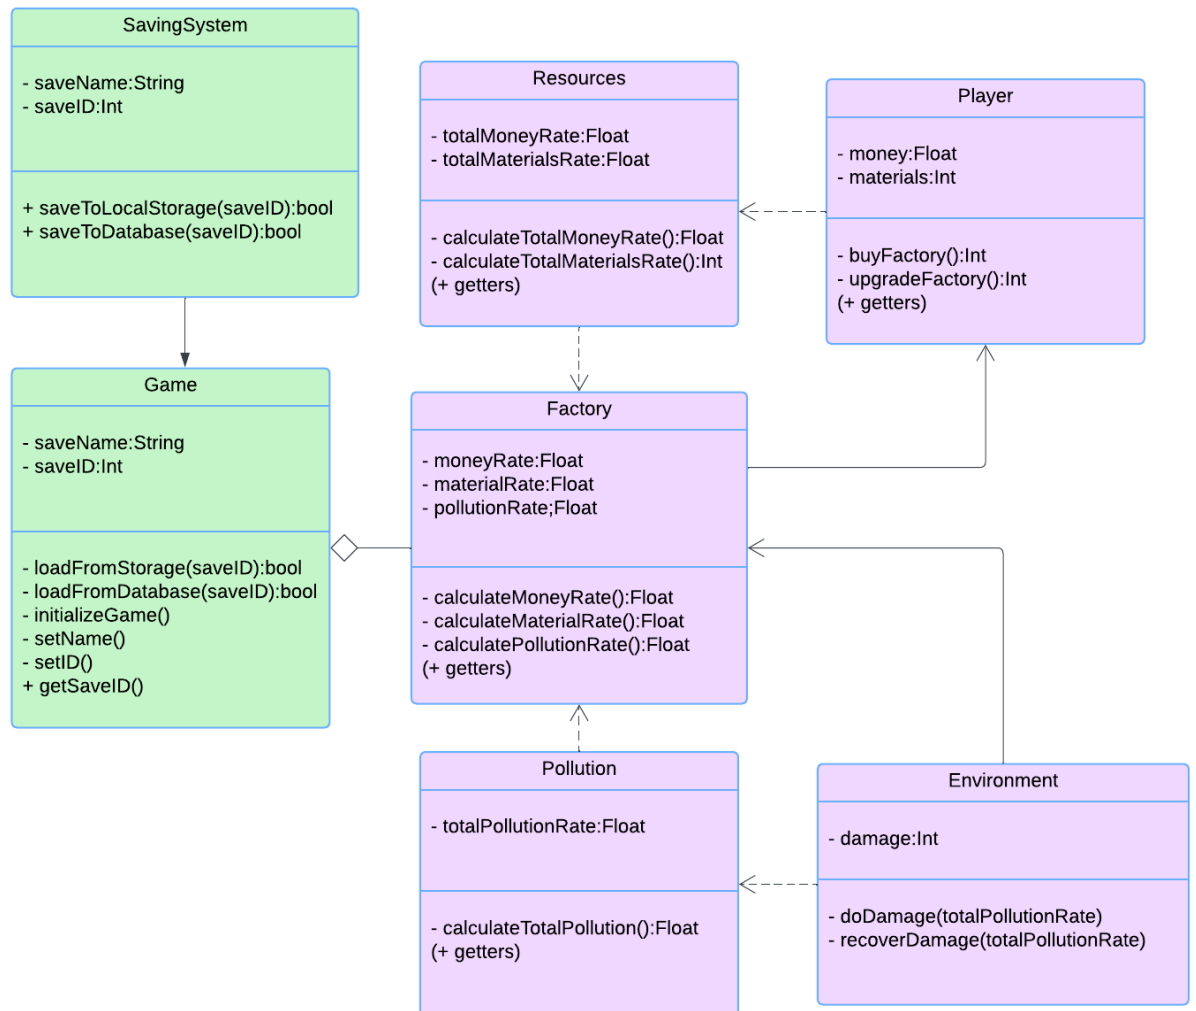 SavingSystem
- saveName:String
- saveID:Int
+ saveToLocalStorage(saveID):bool
+ saveToDatabase(saveID):bool
Game
- saveName:String
- saveID:Int
- loadFromStorage(saveID):bool
- loadFromDatabase(saveID):bool
- initializeGame()
- setName()
- setID()
+ getSaveID()
Resources
- totalMoneyRate:Float
- totalMaterialsRate:Float
- calculateTotalMoneyRate():Float
- calculateTotalMaterialsRate():Int
(+ getters)
Player
- money:Float
- materials:Int
- buyFactory():Int
- upgradeFactory():Int
(+ getters)
Factory
- moneyRate:Float
- materialRate:Float
- pollutionRate;Float
- calculateMoneyRate():Float
- calculateMaterialRate():Float
- calculatePollutionRate():Float
(+ getters)
Pollution
- totalPollutionRate:Float
- calculateTotalPollution():Float
(+ getters)
Environment
- damage:Int
- doDamage(totalPollutionRate)
- recoverDamage(totalPollutionRate)